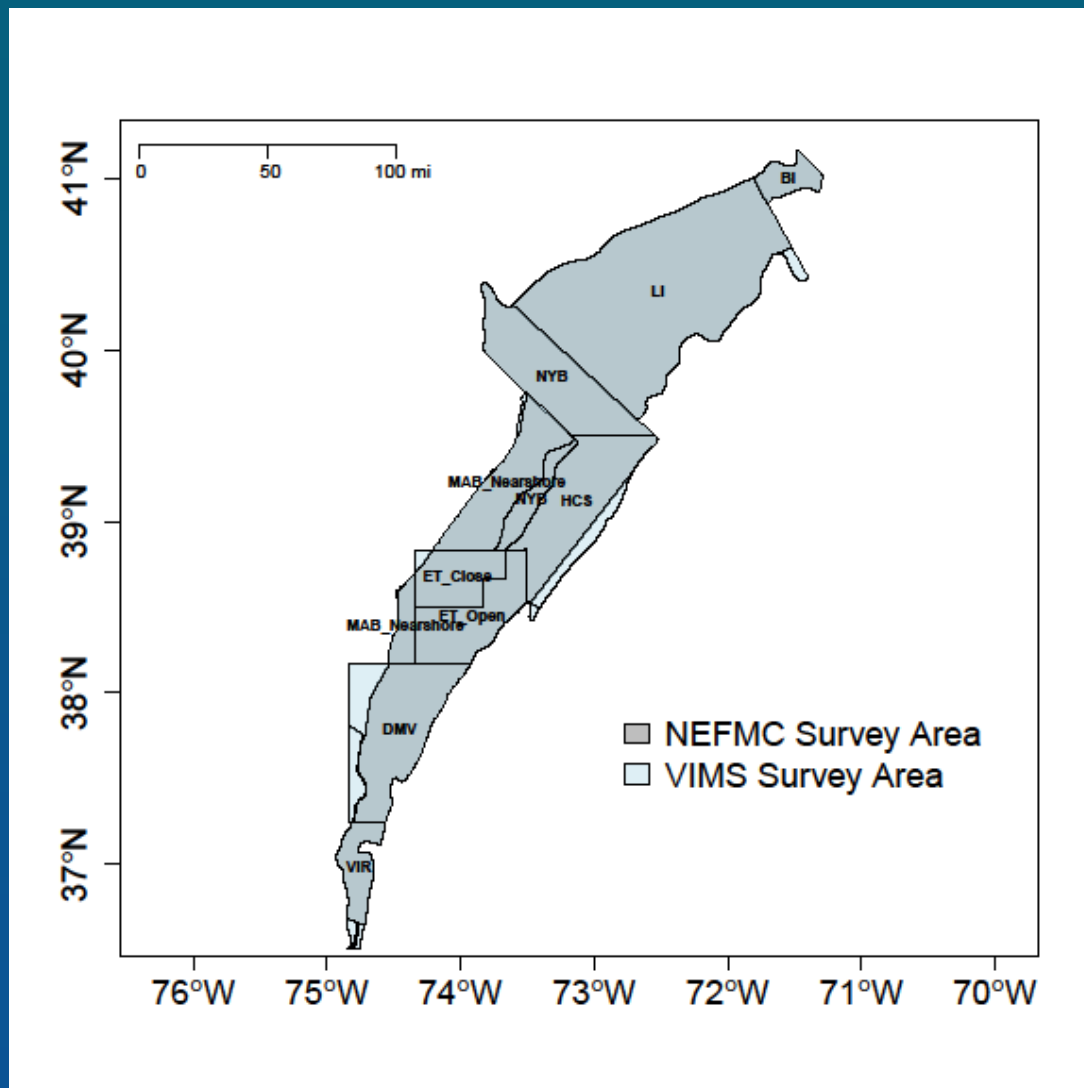 0 50 100 mi
41°N
40°N
39°N
38°N
37°N
BI
LI
NYB
MAB_Nearshore
NYB
HCS
ET_Close
ET_Open
MAB_Nearshore
DMV
VIR
NEFMC Survey Area
VIMS Survey Area
76°W 75°W 74°W 73°W 72°W 71°W 70°W